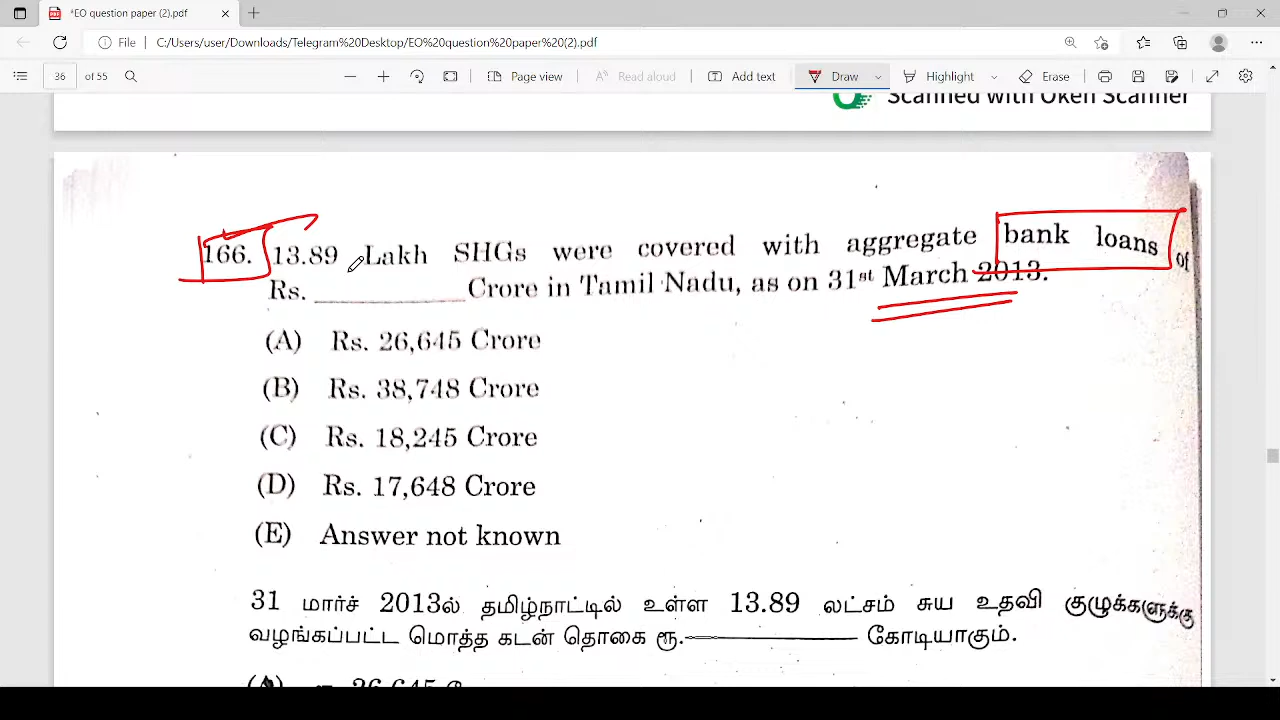 *EO question paper (2).pdf
File C:/Users/user/Downloads/Telegram%20Desktop/EO%20question%20paper%20(2).pdf
36 of 55 Page view Read aloud Add text Draw Highlight Erase
Scanned with Oken Scanner
166. 13.89 Lakh SHGs were covered with aggregate bank loans of
Rs. ____________ Crore in Tamil Nadu, as on 31st March 2013.
(A) Rs. 26,645 Crore
(B) Rs. 38,748 Crore
(C) Rs. 18,245 Crore
(D) Rs. 17,648 Crore
(E) Answer not known
31 மார்ச் 2013ல் தமிழ்நாட்டில் உள்ள 13.89 லட்சம் சுய உதவி குழுக்களுக்கு
வழங்கப்பட்ட மொத்த கடன் தொகை ரூ.____________ கோடியாகும்.
(A) ரூ. 26,645